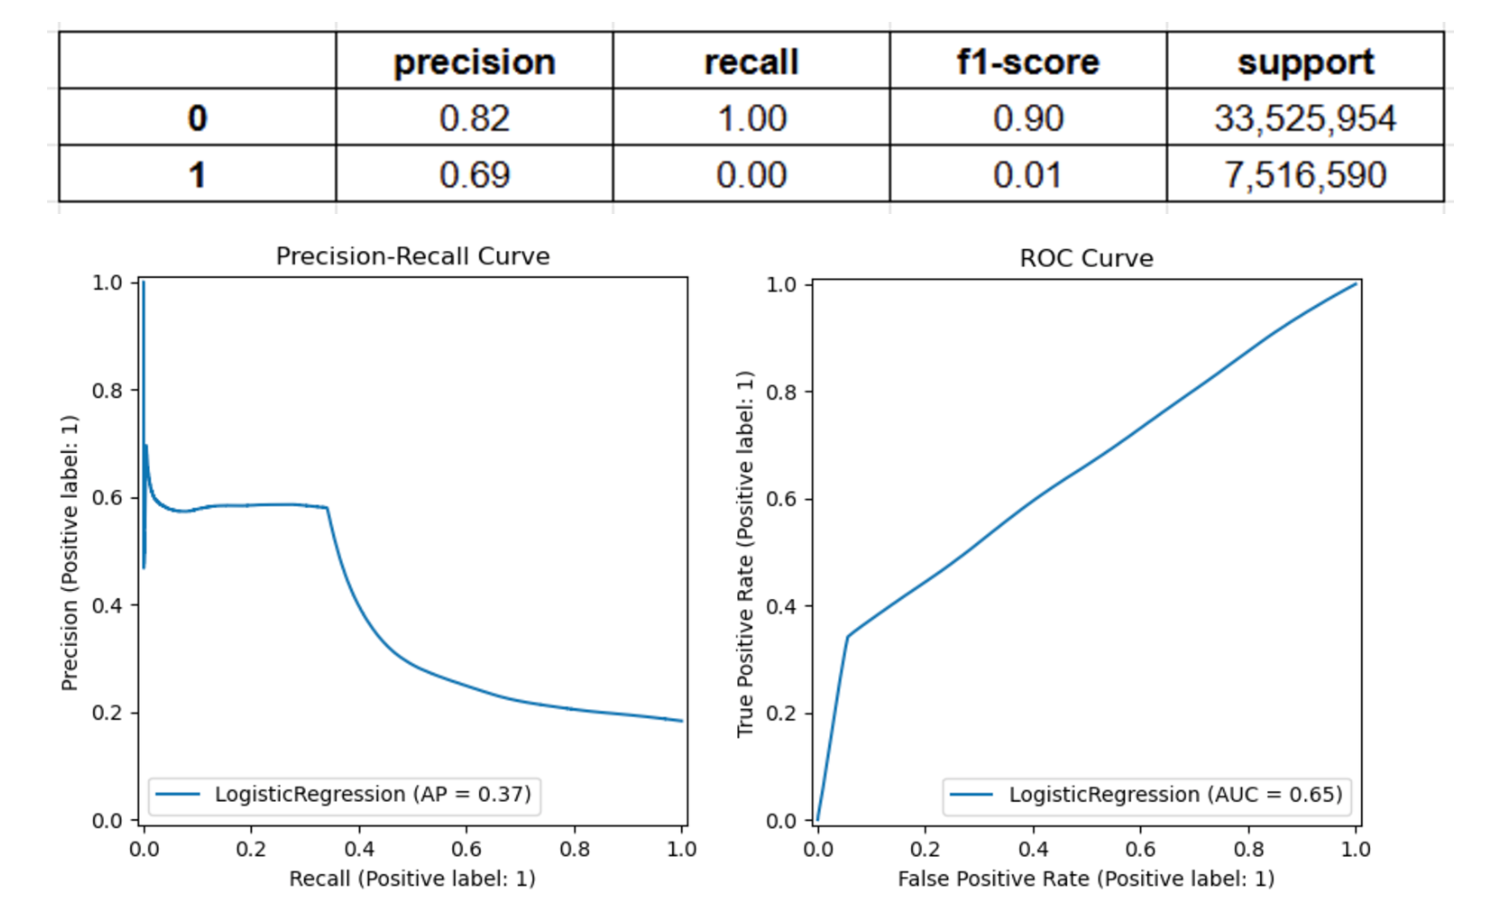 precision recall f1-score support
0 0.82 1.00 0.90 33,525,954
1 0.69 0.00 0.01 7,516,590
Precision-Recall Curve
1.0
0.8
0.6
0.4
0.2
0.0
Precision (Positive label: 1)
LogisticRegression (AP = 0.37)
0.0 0.2 0.4 0.6 0.8 1.0
Recall (Positive label: 1)
ROC Curve
1.0
0.8
0.6
0.4
0.2
0.0
True Positive Rate (Positive label: 1)
LogisticRegression (AUC = 0.65)
0.0 0.2 0.4 0.6 0.8 1.0
False Positive Rate (Positive label: 1)